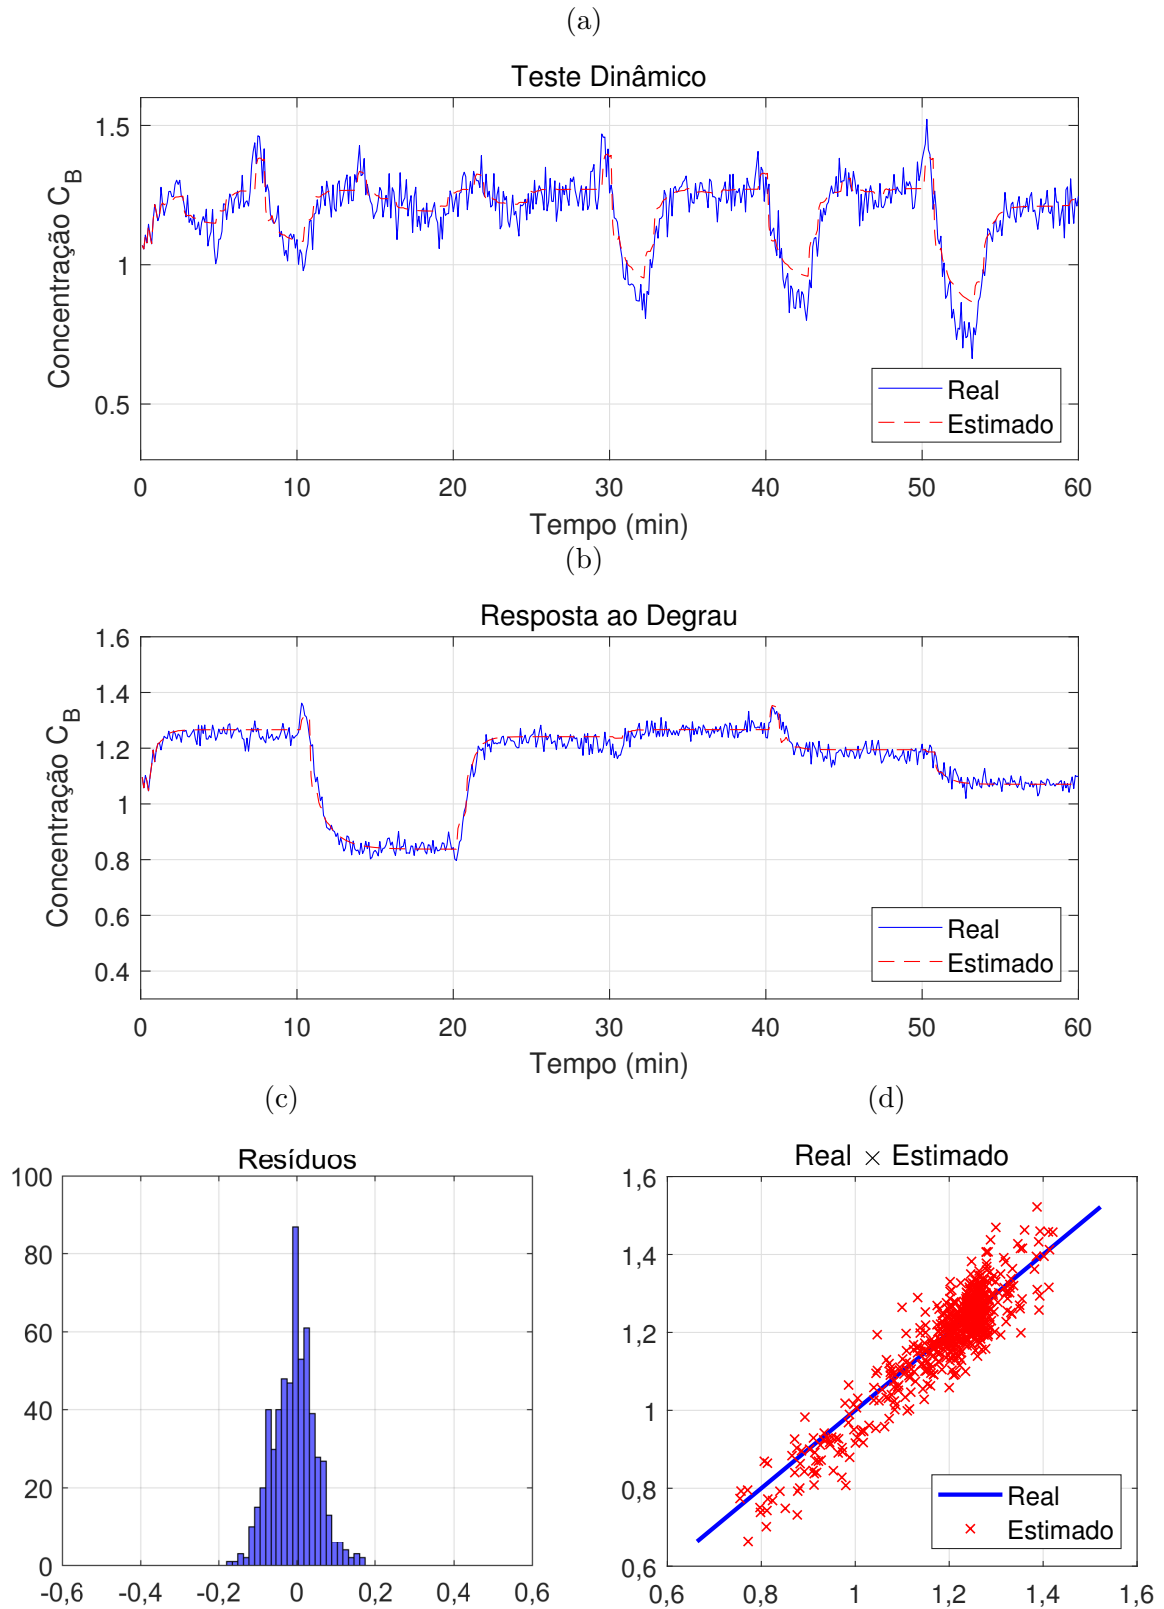 (a)
Teste Dinâmico
Concentração C_B
1.5
1
0.5
0 10 20 30 40 50 60
Real
Estimado
Tempo (min)
(b)
Resposta ao Degrau
Concentração C_B
1.6
1.4
1.2
1
0.8
0.6
0.4
0 10 20 30 40 50 60
Real
Estimado
Tempo (min)
(c)
Resíduos
100
80
60
40
20
0
-0,6 -0,4 -0,2 0 0,2 0,4 0,6
(d)
Real × Estimado
1,6
1,4
1,2
1
0,8
0,6
0,6 0,8 1 1,2 1,4 1,6
Real
Estimado